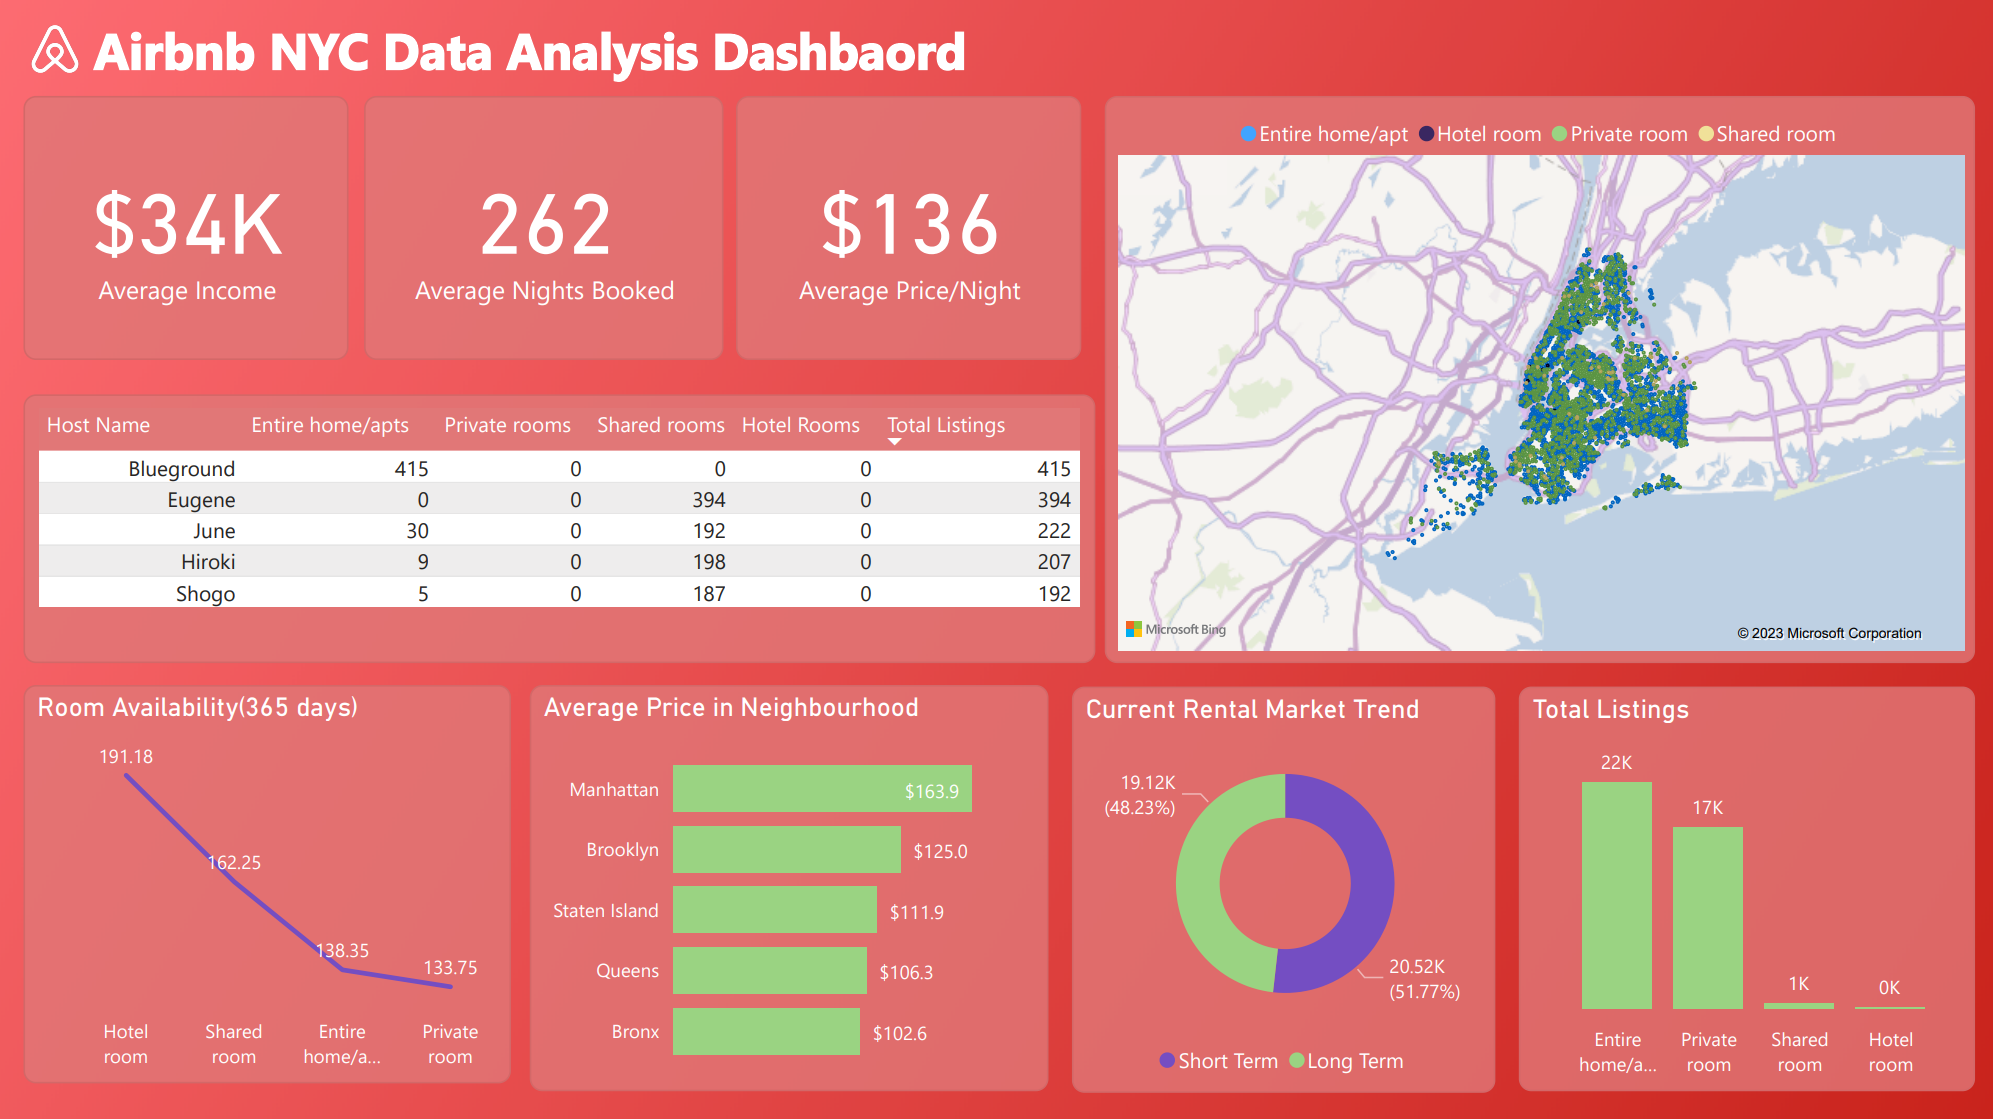 Airbnb NYC Data Analysis Dashbaord
$34K
Average Income
262
Average Nights Booked
$136
Average Price/Night
Entire home/apt Hotel room Private room Shared room
Microsoft Bing
© 2023 Microsoft Corporation
Host Name Entire home/apts Private rooms Shared rooms Hotel Rooms Total Listings
Blueground 415 0 0 0 415
Eugene 0 0 394 0 394
June 30 0 192 0 222
Hiroki 9 0 198 0 207
Shogo 5 0 187 0 192
Room Availability(365 days)
191.18
162.25
138.35
133.75
Hotel room
Shared room
Entire home/a...
Private room
Average Price in Neighbourhood
Manhattan $163.9
Brooklyn $125.0
Staten Island $111.9
Queens $106.3
Bronx $102.6
Current Rental Market Trend
19.12K
(48.23%)
20.52K
(51.77%)
Short Term Long Term
Total Listings
22K
17K
1K
0K
Entire home/a...
Private room
Shared room
Hotel room